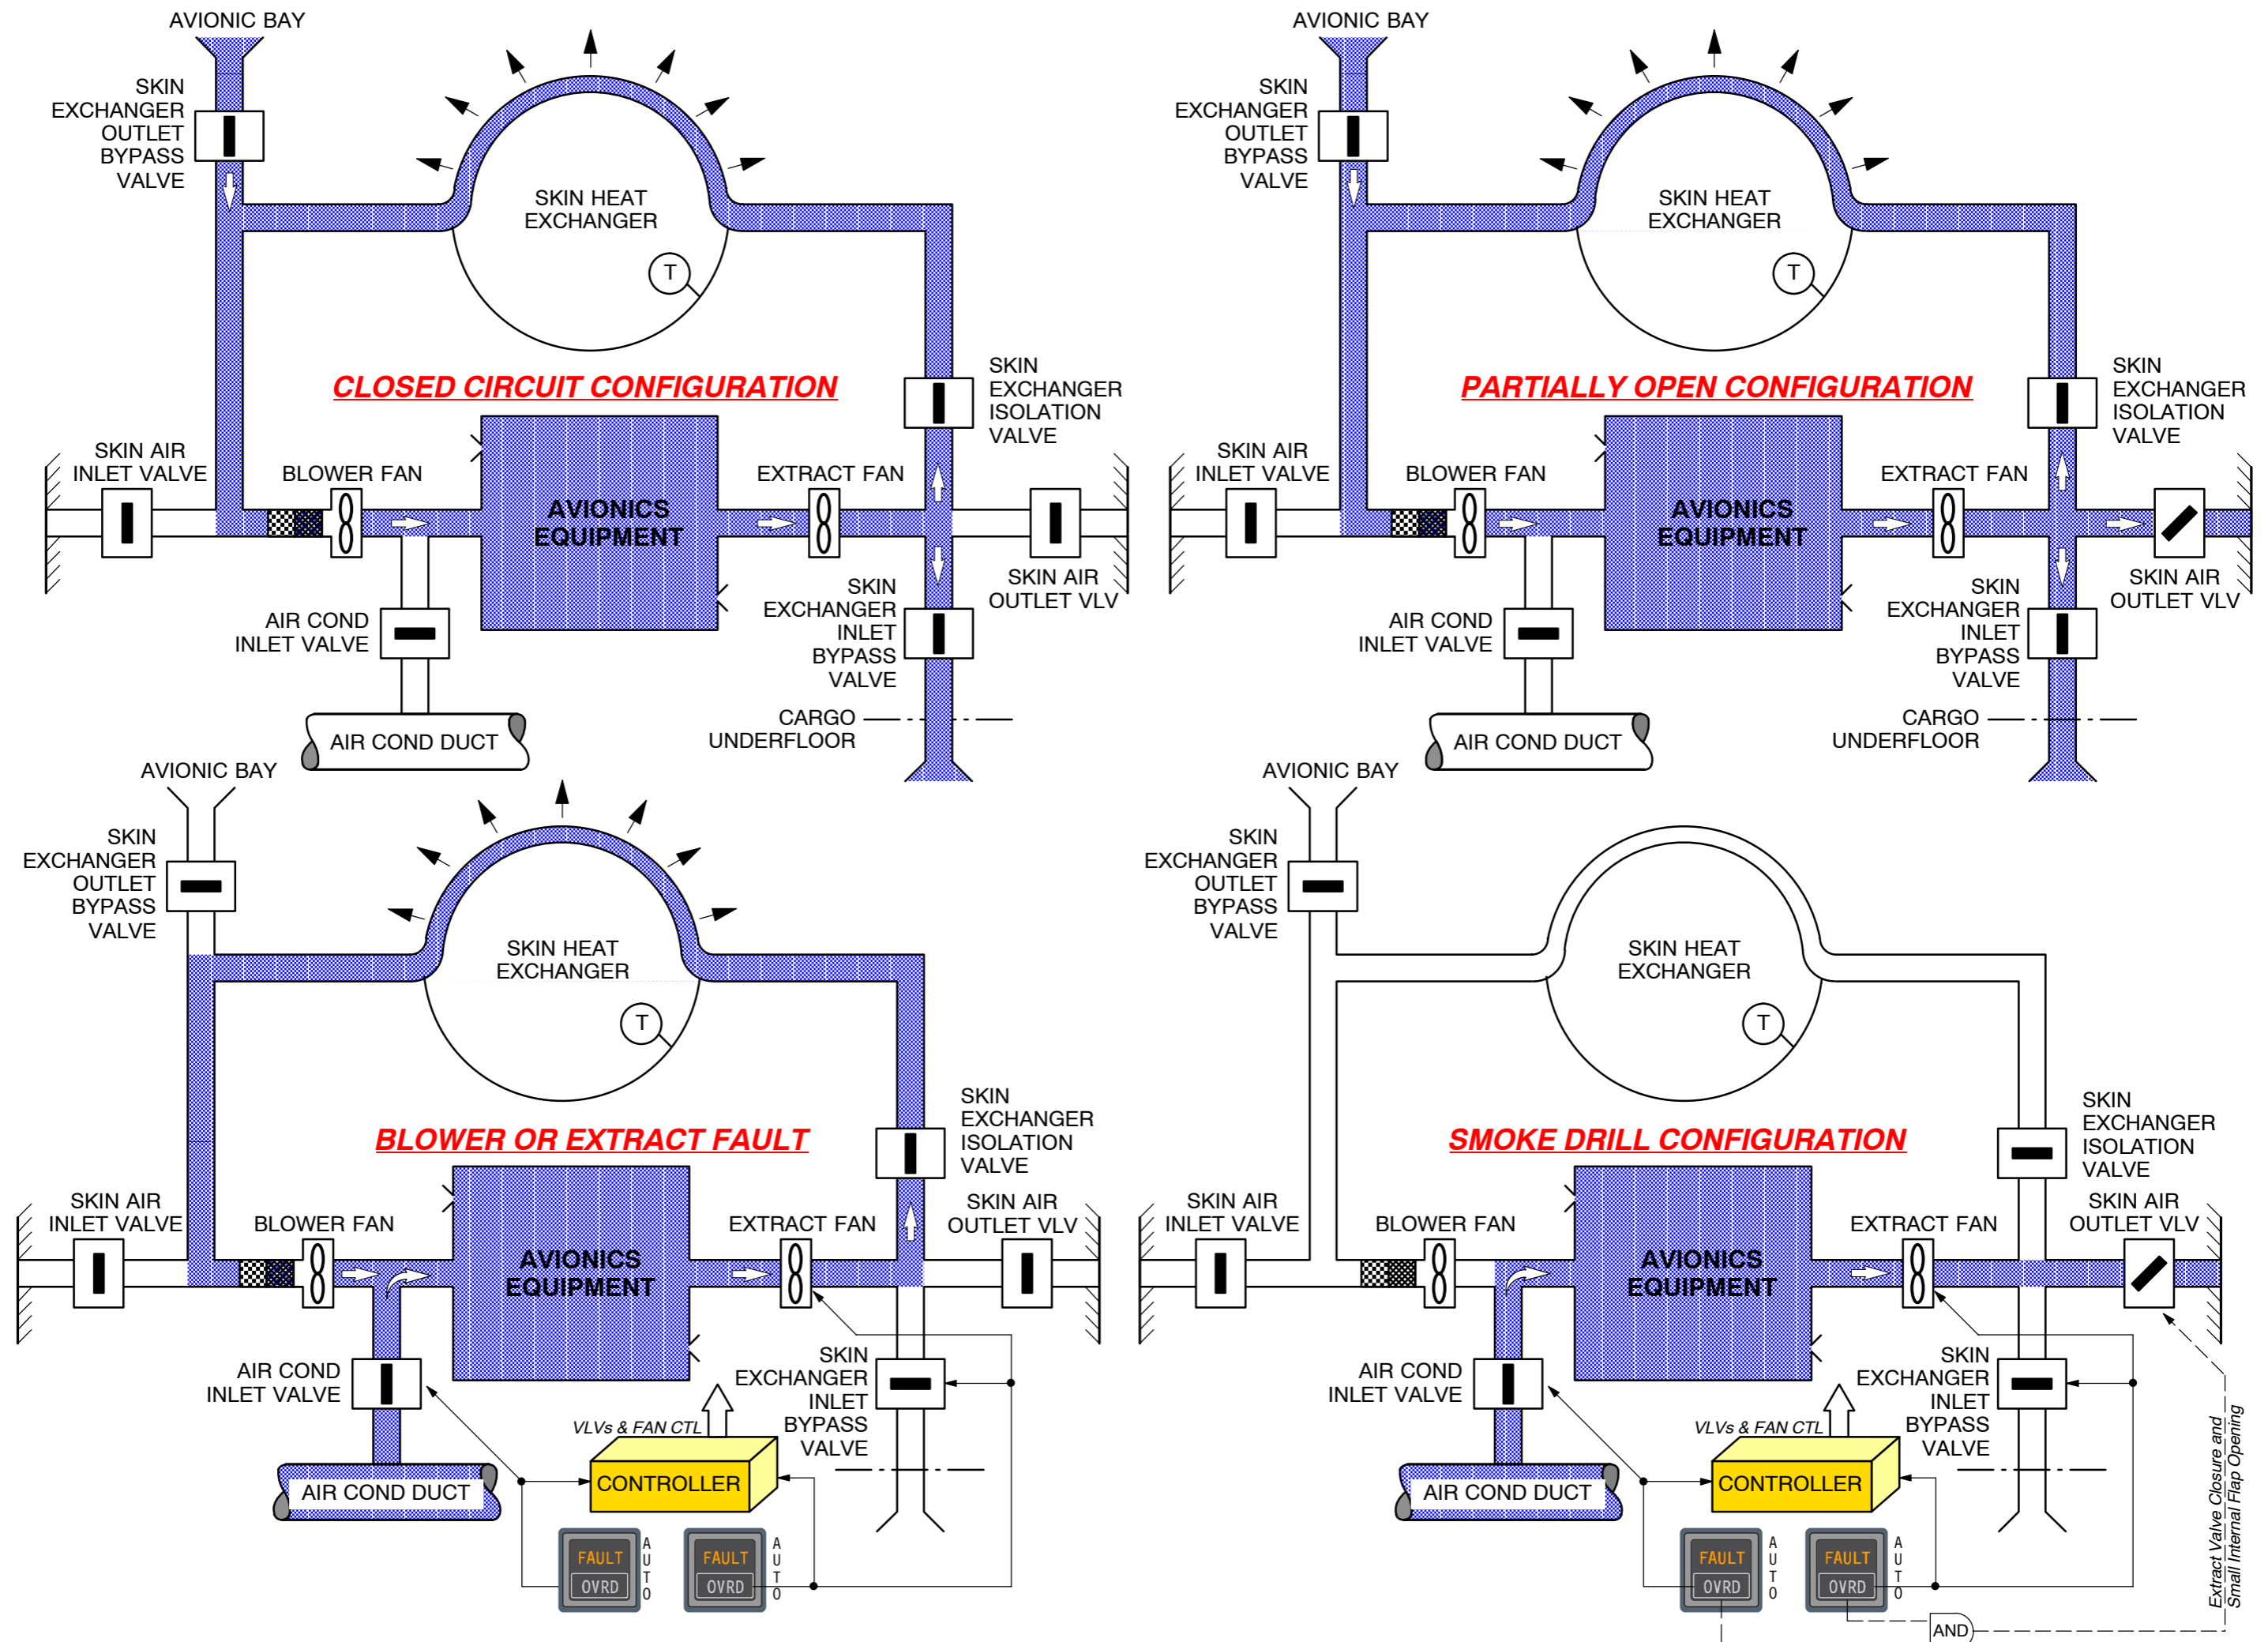 AVIONIC BAY
SKIN
EXCHANGER
OUTLET
BYPASS
VALVE
SKIN HEAT
EXCHANGER
T
CLOSED CIRCUIT CONFIGURATION
SKIN
EXCHANGER
ISOLATION
VALVE
SKIN AIR
INLET VALVE
BLOWER FAN
EXTRACT FAN
AVIONICS
EQUIPMENT
SKIN AIR
OUTLET VLV
AIR COND
INLET VALVE
SKIN
EXCHANGER
INLET
BYPASS
VALVE
CARGO
UNDERFLOOR
AIR COND DUCT
AVIONIC BAY
SKIN
EXCHANGER
OUTLET
BYPASS
VALVE
SKIN HEAT
EXCHANGER
T
PARTIALLY OPEN CONFIGURATION
SKIN
EXCHANGER
ISOLATION
VALVE
SKIN AIR
INLET VALVE
BLOWER FAN
EXTRACT FAN
AVIONICS
EQUIPMENT
SKIN AIR
OUTLET VLV
AIR COND
INLET VALVE
SKIN
EXCHANGER
INLET
BYPASS
VALVE
CARGO
UNDERFLOOR
AIR COND DUCT
AVIONIC BAY
SKIN
EXCHANGER
OUTLET
BYPASS
VALVE
SKIN HEAT
EXCHANGER
T
BLOWER OR EXTRACT FAULT
SKIN
EXCHANGER
ISOLATION
VALVE
SKIN AIR
INLET VALVE
BLOWER FAN
EXTRACT FAN
SKIN AIR
OUTLET VLV
AVIONICS
EQUIPMENT
AIR COND
INLET VALVE
SKIN
EXCHANGER
INLET
BYPASS
VALVE
VLVs & FAN CTL
CONTROLLER
AIR COND DUCT
FAULT
OVRD
AUTO
FAULT
OVRD
AUTO
AVIONIC BAY
SKIN
EXCHANGER
OUTLET
BYPASS
VALVE
SKIN HEAT
EXCHANGER
T
SMOKE DRILL CONFIGURATION
SKIN
EXCHANGER
ISOLATION
VALVE
SKIN AIR
INLET VALVE
BLOWER FAN
EXTRACT FAN
SKIN AIR
OUTLET VLV
AVIONICS
EQUIPMENT
AIR COND
INLET VALVE
SKIN
EXCHANGER
INLET
BYPASS
VALVE
VLVs & FAN CTL
CONTROLLER
AIR COND DUCT
FAULT
OVRD
AUTO
FAULT
OVRD
AUTO
AND
Extract Valve Closure and
Small Internal Flap Opening